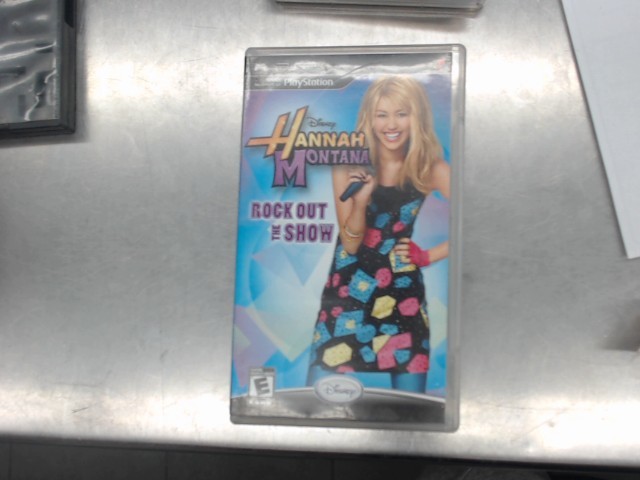 PlayStation
Disney
HANNAH
MONTANA
ROCK OUT
THE SHOW
E
Disney